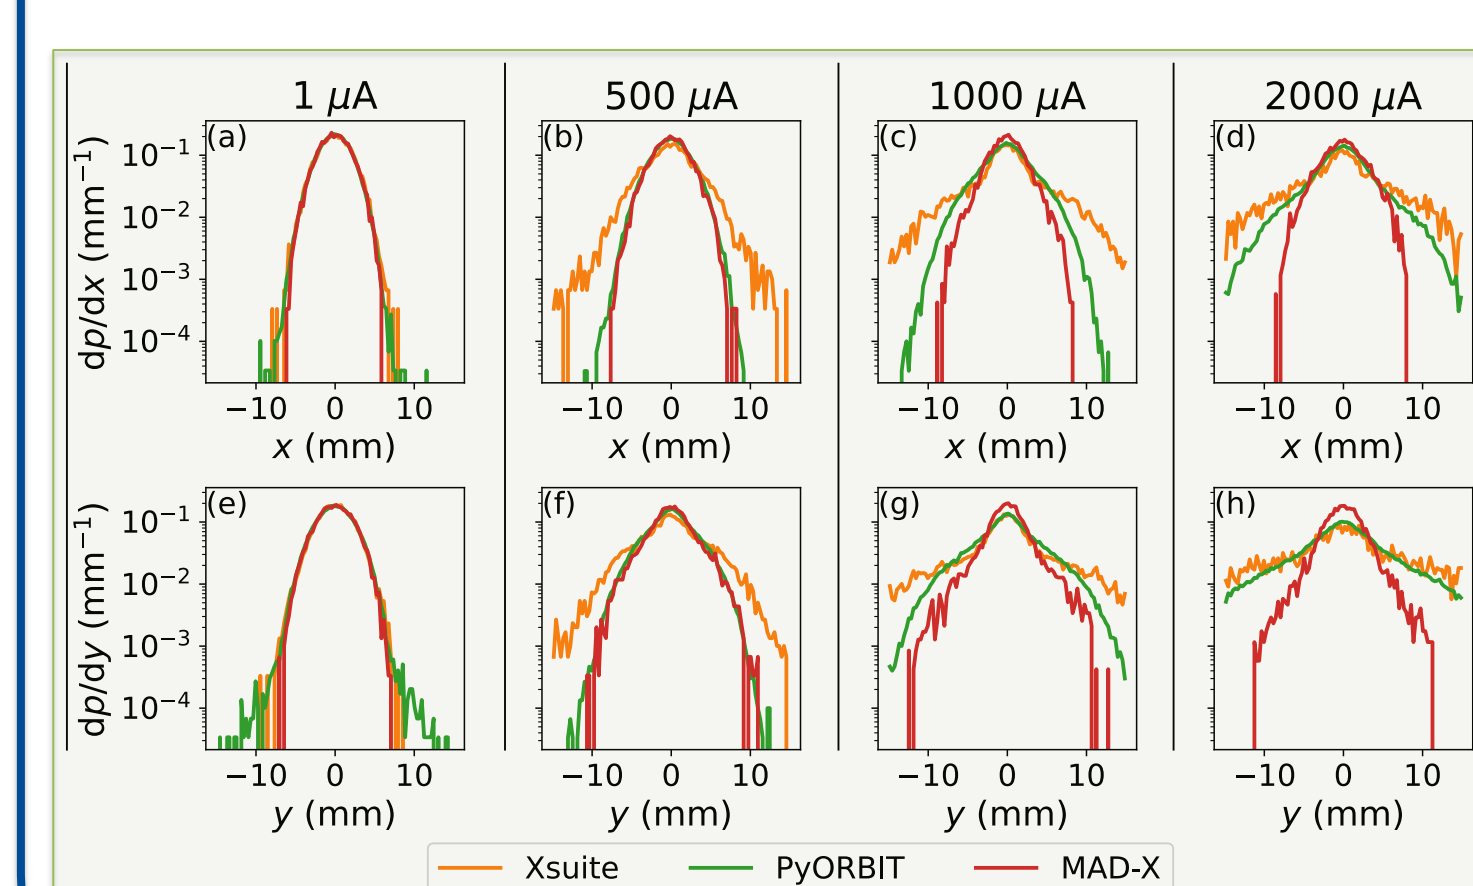 1 μA 500 μA 1000 μA 2000 μA
(a) (b) (c) (d)
dp/dx (mm⁻¹)
10⁻¹
10⁻²
10⁻³
10⁻⁴
−10 0 10 −10 0 10 −10 0 10 −10 0 10
x (mm) x (mm) x (mm) x (mm)
(e) (f) (g) (h)
dp/dy (mm⁻¹)
10⁻¹
10⁻²
10⁻³
10⁻⁴
−10 0 10 −10 0 10 −10 0 10 −10 0 10
y (mm) y (mm) y (mm) y (mm)
Xsuite PyORBIT MAD-X